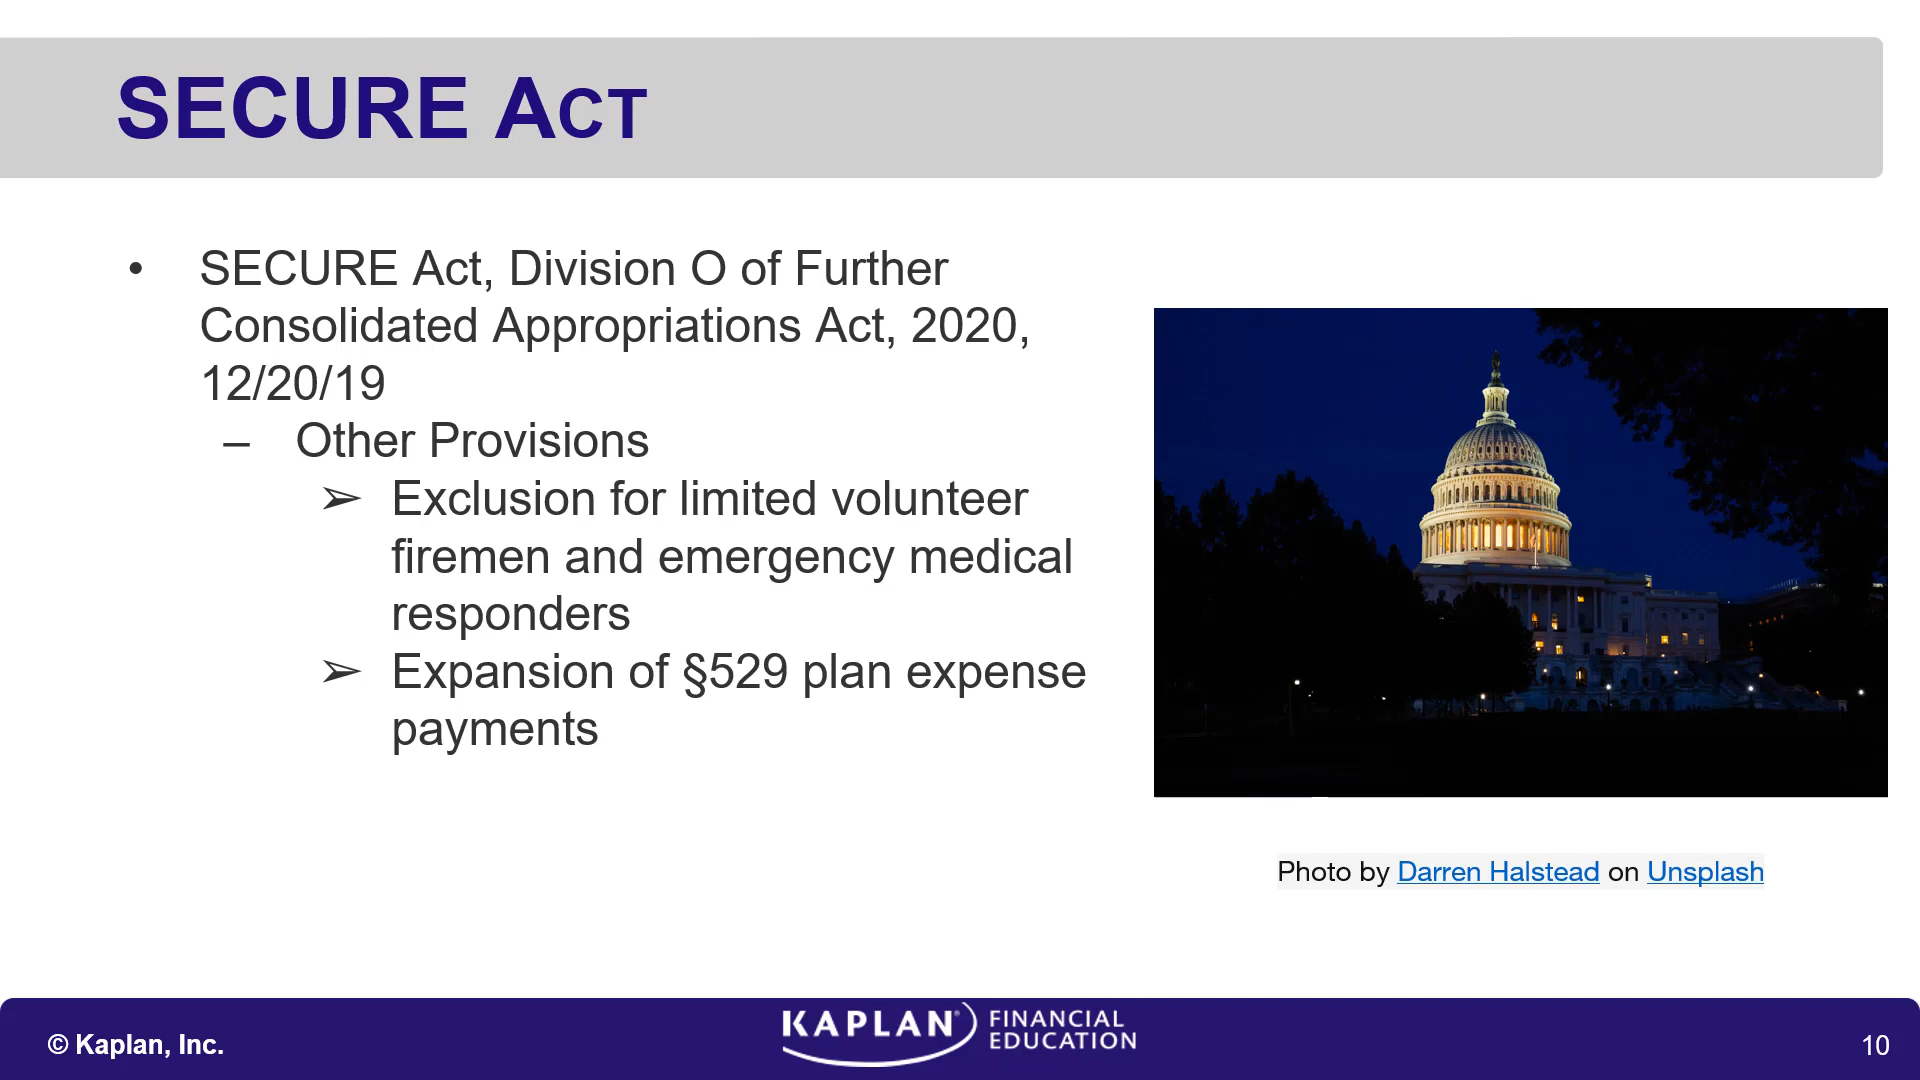 SECURE ACT
• SECURE Act, Division O of Further
Consolidated Appropriations Act, 2020,
12/20/19
– Other Provisions
➢ Exclusion for limited volunteer
firemen and emergency medical
responders
➢ Expansion of §529 plan expense
payments
Photo by Darren Halstead on Unsplash
© Kaplan, Inc.
KAPLAN® FINANCIAL
EDUCATION
10